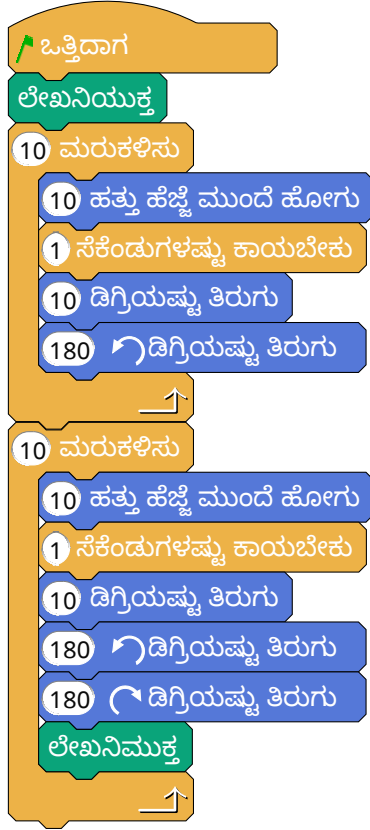 ಒತ್ತಿದಾಗ
ಲೇಖನಿಯುಕ್ತ
10 ಮರುಕಳಿಸು
10 ಹತ್ತು ಹೆಜ್ಜೆ ಮುಂದೆ ಹೋಗು
1 ಸೆಕೆಂಡುಗಳಷ್ಟು ಕಾಯಬೇಕು
10 ಡಿಗ್ರಿಯಷ್ಟು ತಿರುಗು
180 ಡಿಗ್ರಿಯಷ್ಟು ತಿರುಗು
10 ಮರುಕಳಿಸು
10 ಹತ್ತು ಹೆಜ್ಜೆ ಮುಂದೆ ಹೋಗು
1 ಸೆಕೆಂಡುಗಳಷ್ಟು ಕಾಯಬೇಕು
10 ಡಿಗ್ರಿಯಷ್ಟು ತಿರುಗು
180 ಡಿಗ್ರಿಯಷ್ಟು ತಿರುಗು
180 ಡಿಗ್ರಿಯಷ್ಟು ತಿರುಗು
ಲೇಖನಿಮುಕ್ತ